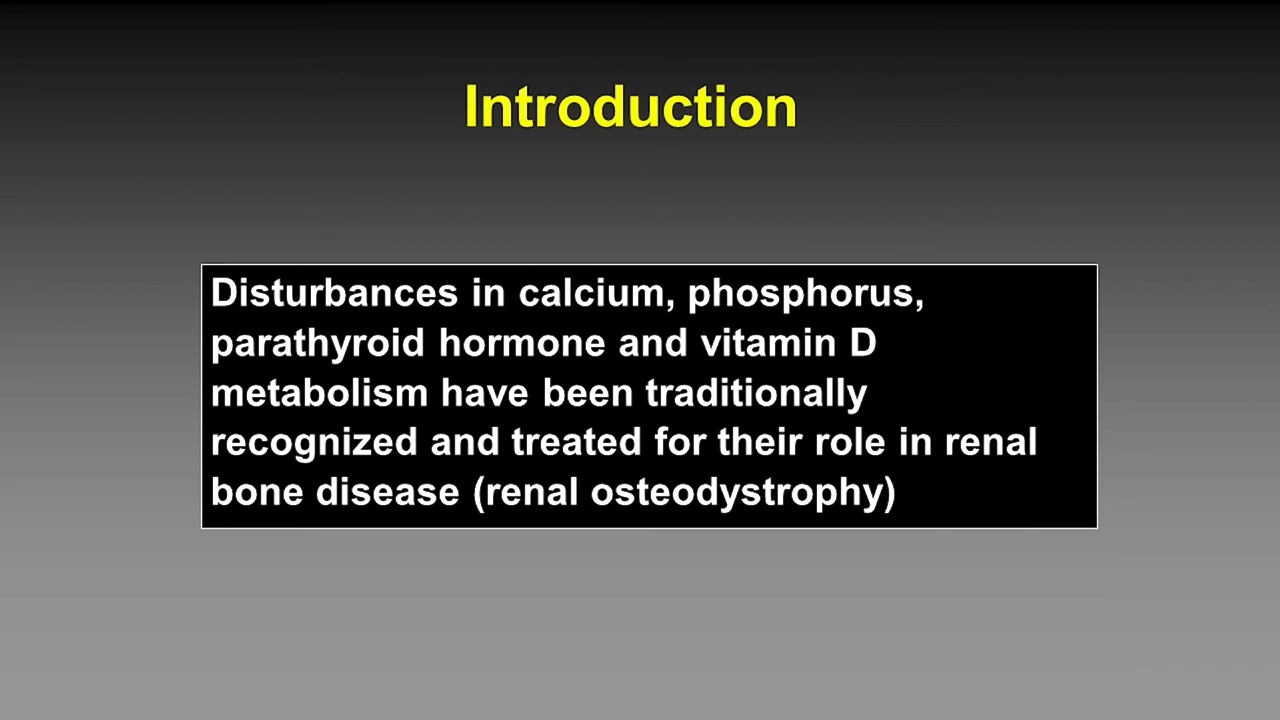 Introduction
Disturbances in calcium, phosphorus,
parathyroid hormone and vitamin D
metabolism have been traditionally
recognized and treated for their role in renal
bone disease (renal osteodystrophy)